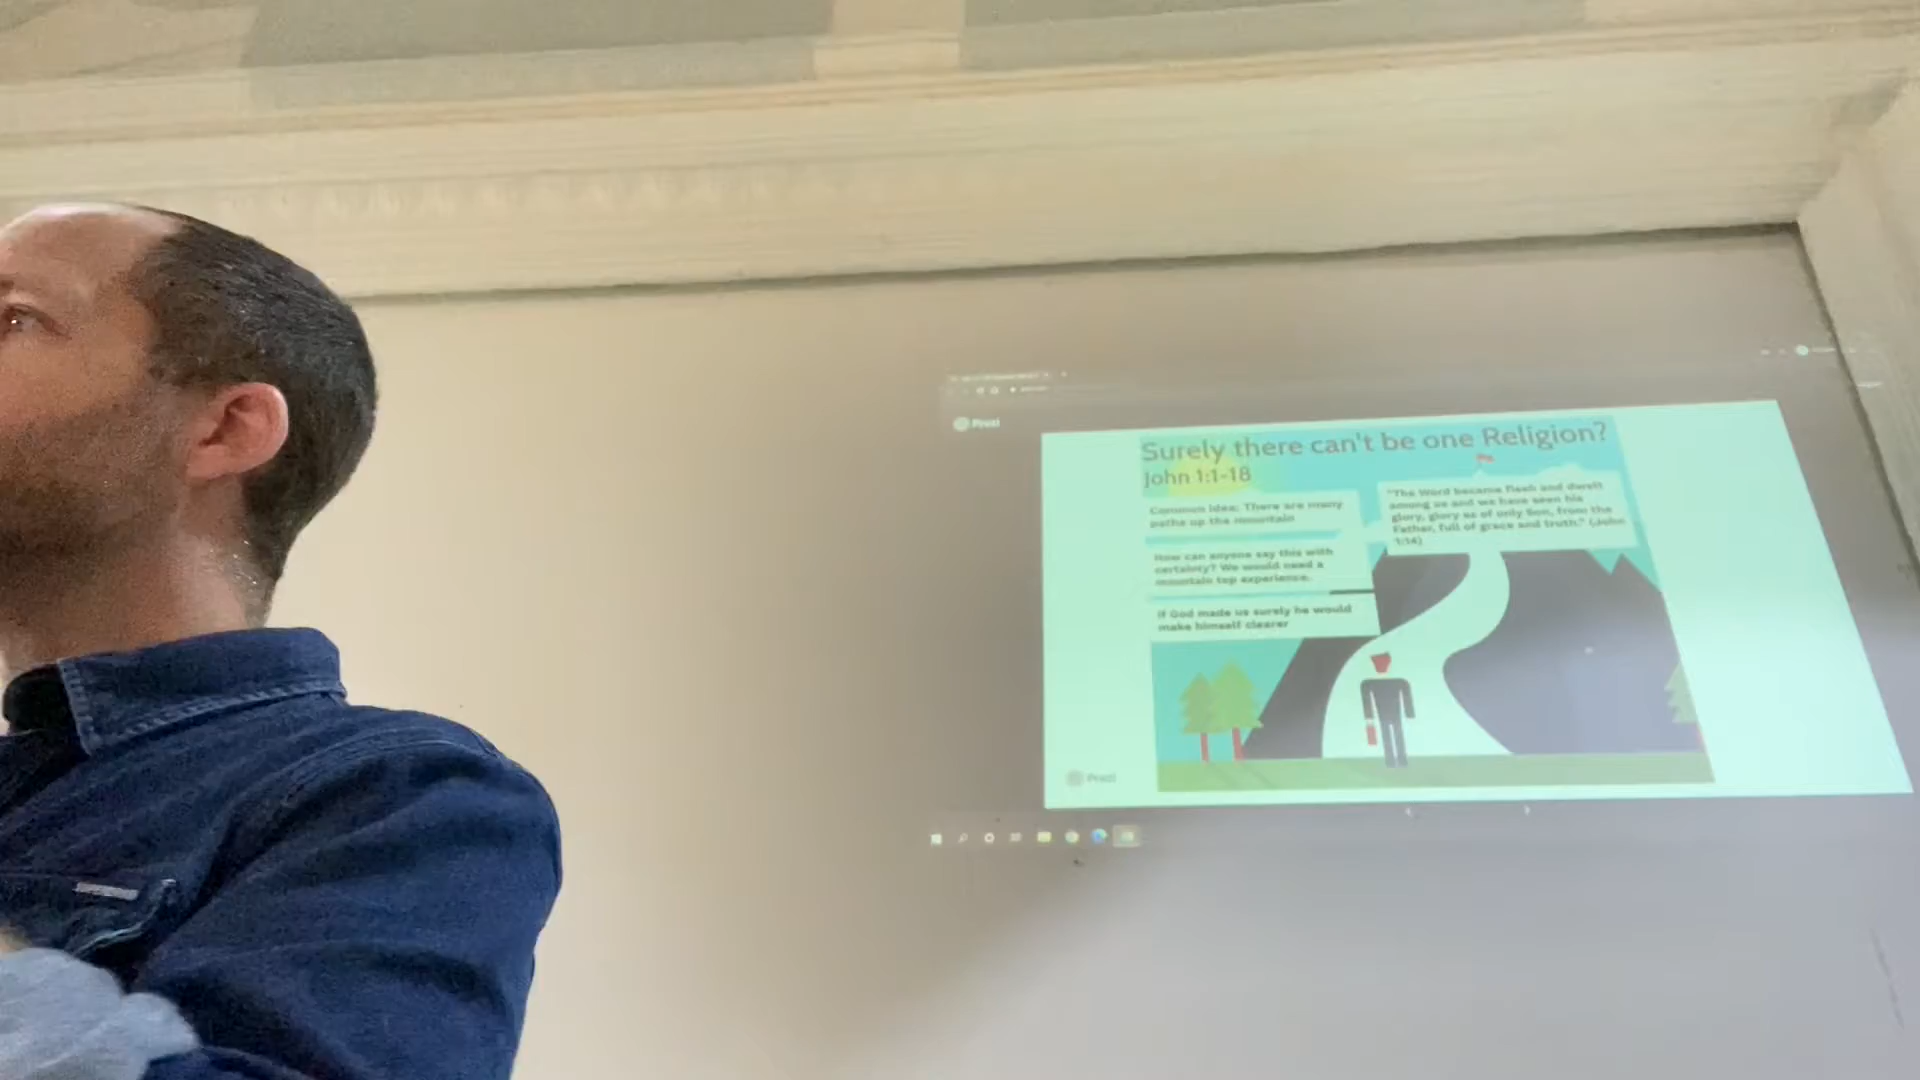 Prezi
Surely there can't be one Religion?
John 1:1-18
Common idea: There are many
paths up the mountain
How can anyone say this with
certainty? We would need a
mountain top experience.
If God made us surely he would
make himself clearer
"The Word became flesh and dwelt
among us and we have seen his
glory, glory as of only Son, from the
Father, full of grace and truth." (John
1:14)
Prezi